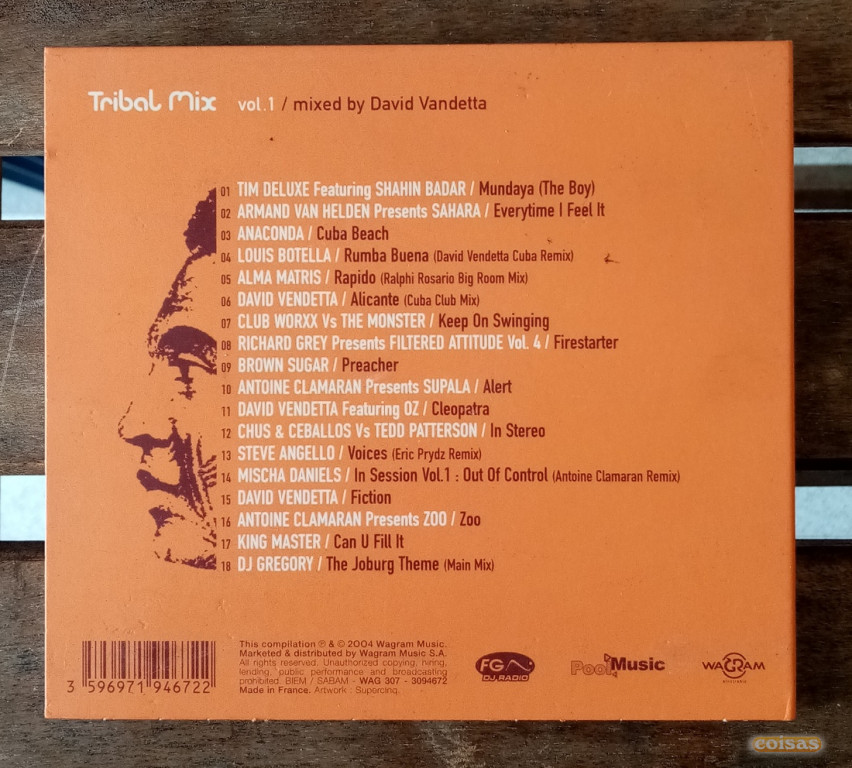 Tribal Mix vol.1 / mixed by David Vandetta
01 TIM DELUXE Featuring SHAHIN BADAR / Mundaya (The Boy)
02 ARMAND VAN HELDEN Presents SAHARA / Everytime I Feel It
03 ANACONDA / Cuba Beach
04 LOUIS BOTELLA / Rumba Buena (David Vendetta Cuba Remix)
05 ALMA MATRIS / Rapido (Ralphi Rosario Big Room Mix)
06 DAVID VENDETTA / Alicante (Cuba Club Mix)
07 CLUB WORXX Vs THE MONSTER / Keep On Swinging
08 RICHARD GREY Presents FILTERED ATTITUDE Vol. 4 / Firestarter
09 BROWN SUGAR / Preacher
10 ANTOINE CLAMARAN Presents SUPALA / Alert
11 DAVID VENDETTA Featuring OZ / Cleopatra
12 CHUS & CEBALLOS Vs TEDD PATTERSON / In Stereo
13 STEVE ANGELLO / Voices (Eric Prydz Remix)
14 MISCHA DANIELS / In Session Vol.1 : Out Of Control (Antoine Clamaran Remix)
15 DAVID VENDETTA / Fiction
16 ANTOINE CLAMARAN Presents ZOO / Zoo
17 KING MASTER / Can U Fill It
18 DJ GREGORY / The Joburg Theme (Main Mix)
This compilation ℗ & © 2004 Wagram Music.
Marketed & distributed by Wagram Music S.A.
All rights reserved. Unauthorized copying, hiring,
lending, public performance and broadcasting
prohibited. BIEM / SABAM - WAG 307 - 3094672
Made in France. Artwork : Supercinq.
3 596971 946722
FG
DJ RADIO
Pool Music
WAGRAM
coisas